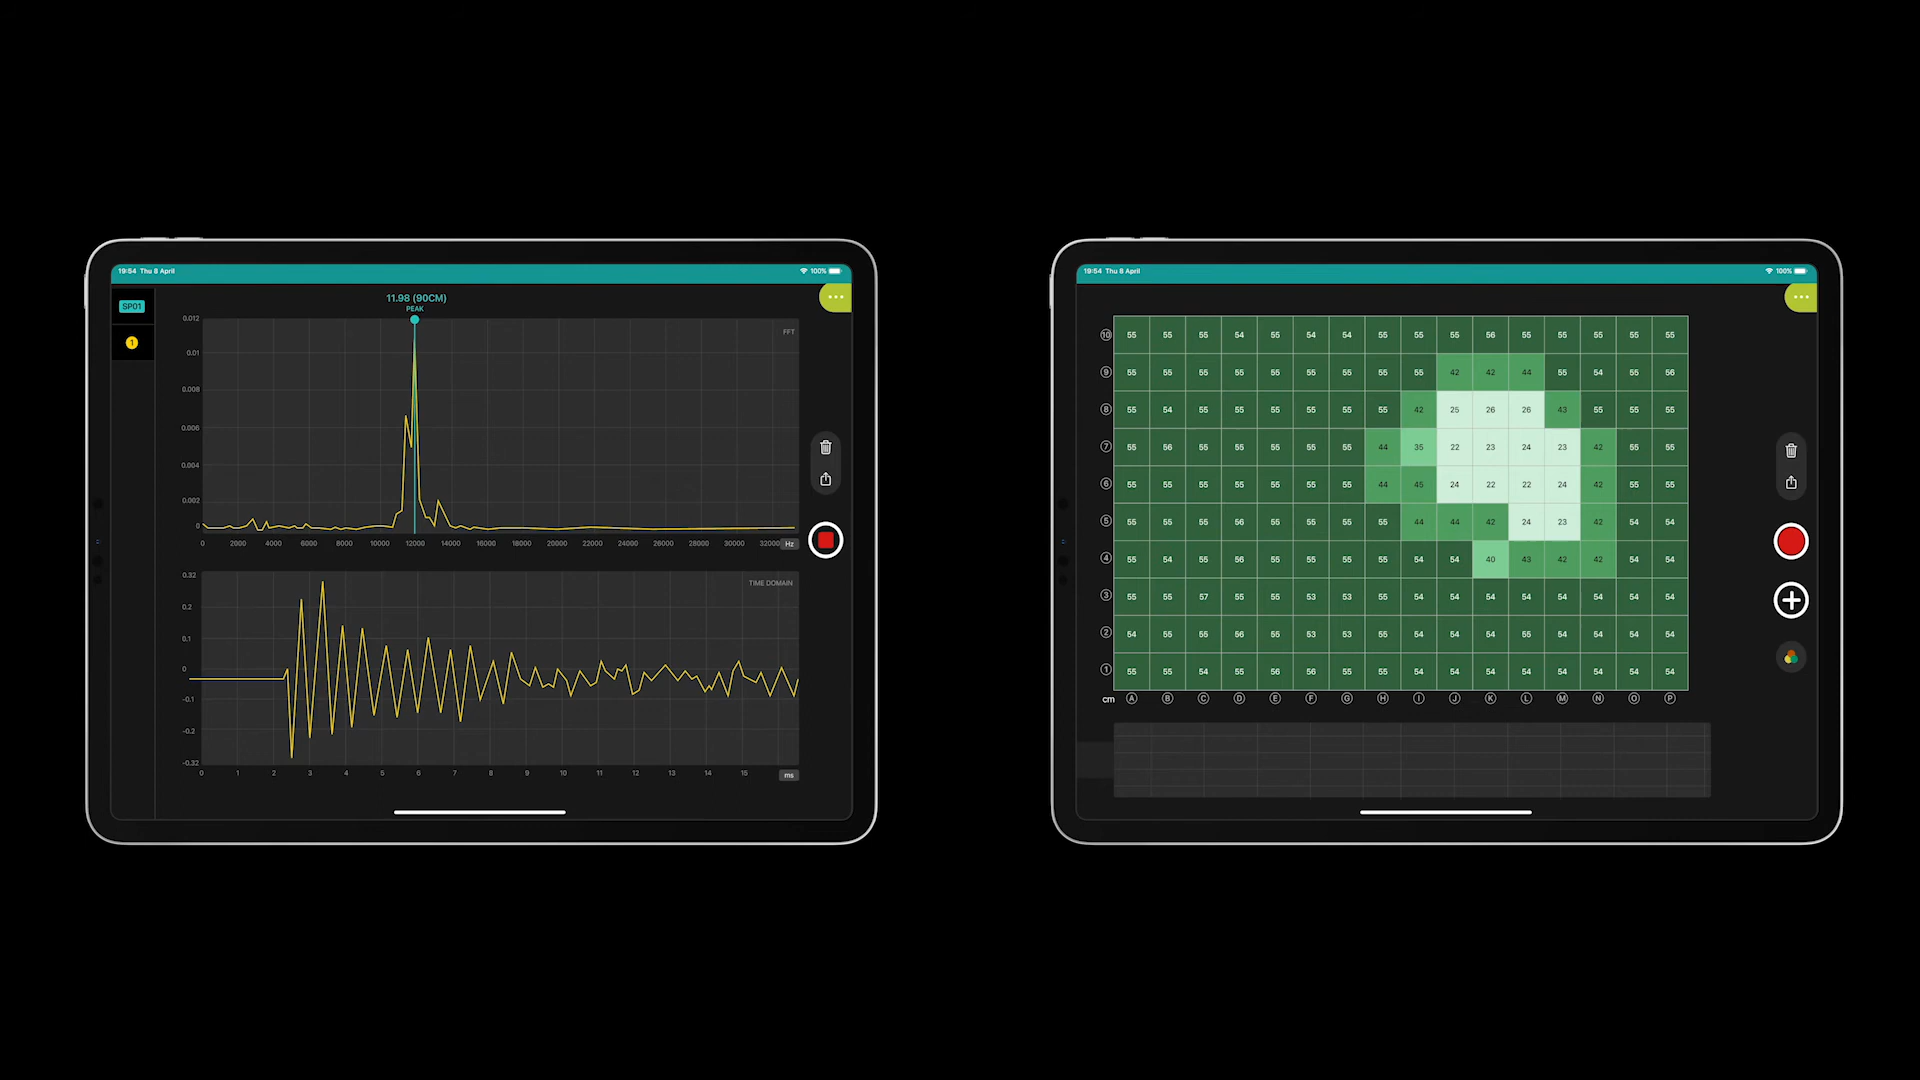 19:54 Thu 8 April
100%
SP01
1
11.98 (90CM)
PEAK
FFT
0.012
0.01
0.008
0.006
0.004
0.002
0
0 2000 4000 6000 8000 10000 12000 14000 16000 18000 20000 22000 24000 26000 28000 30000 32000 Hz
TIME DOMAIN
0.32
0.2
0.1
0
-0.1
-0.2
-0.32
0 1 2 3 4 5 6 7 8 9 10 11 12 13 14 15 ms
19:54 Thu 8 April
100%
10 55 55 55 54 55 54 54 55 55 55 56 55 55 55 55 55
9 55 55 55 55 55 55 55 55 55 42 42 44 55 54 55 56
8 55 54 55 55 55 55 55 55 42 25 26 26 43 55 55 55
7 55 56 55 55 55 55 55 44 35 22 23 24 23 42 55 55
6 55 55 55 55 55 55 55 44 45 24 22 22 24 42 55 55
5 55 55 55 56 55 55 55 55 44 44 42 24 23 42 54 54
4 55 54 55 56 55 55 55 55 54 54 40 43 42 42 54 54
3 55 55 57 55 55 53 53 55 54 54 54 54 54 54 54 54
2 54 55 55 56 55 53 53 55 54 54 54 55 54 54 54 54
1 55 55 54 55 56 56 55 55 54 54 54 54 54 54 54 54
cm A B C D E F G H I J K L M N O P